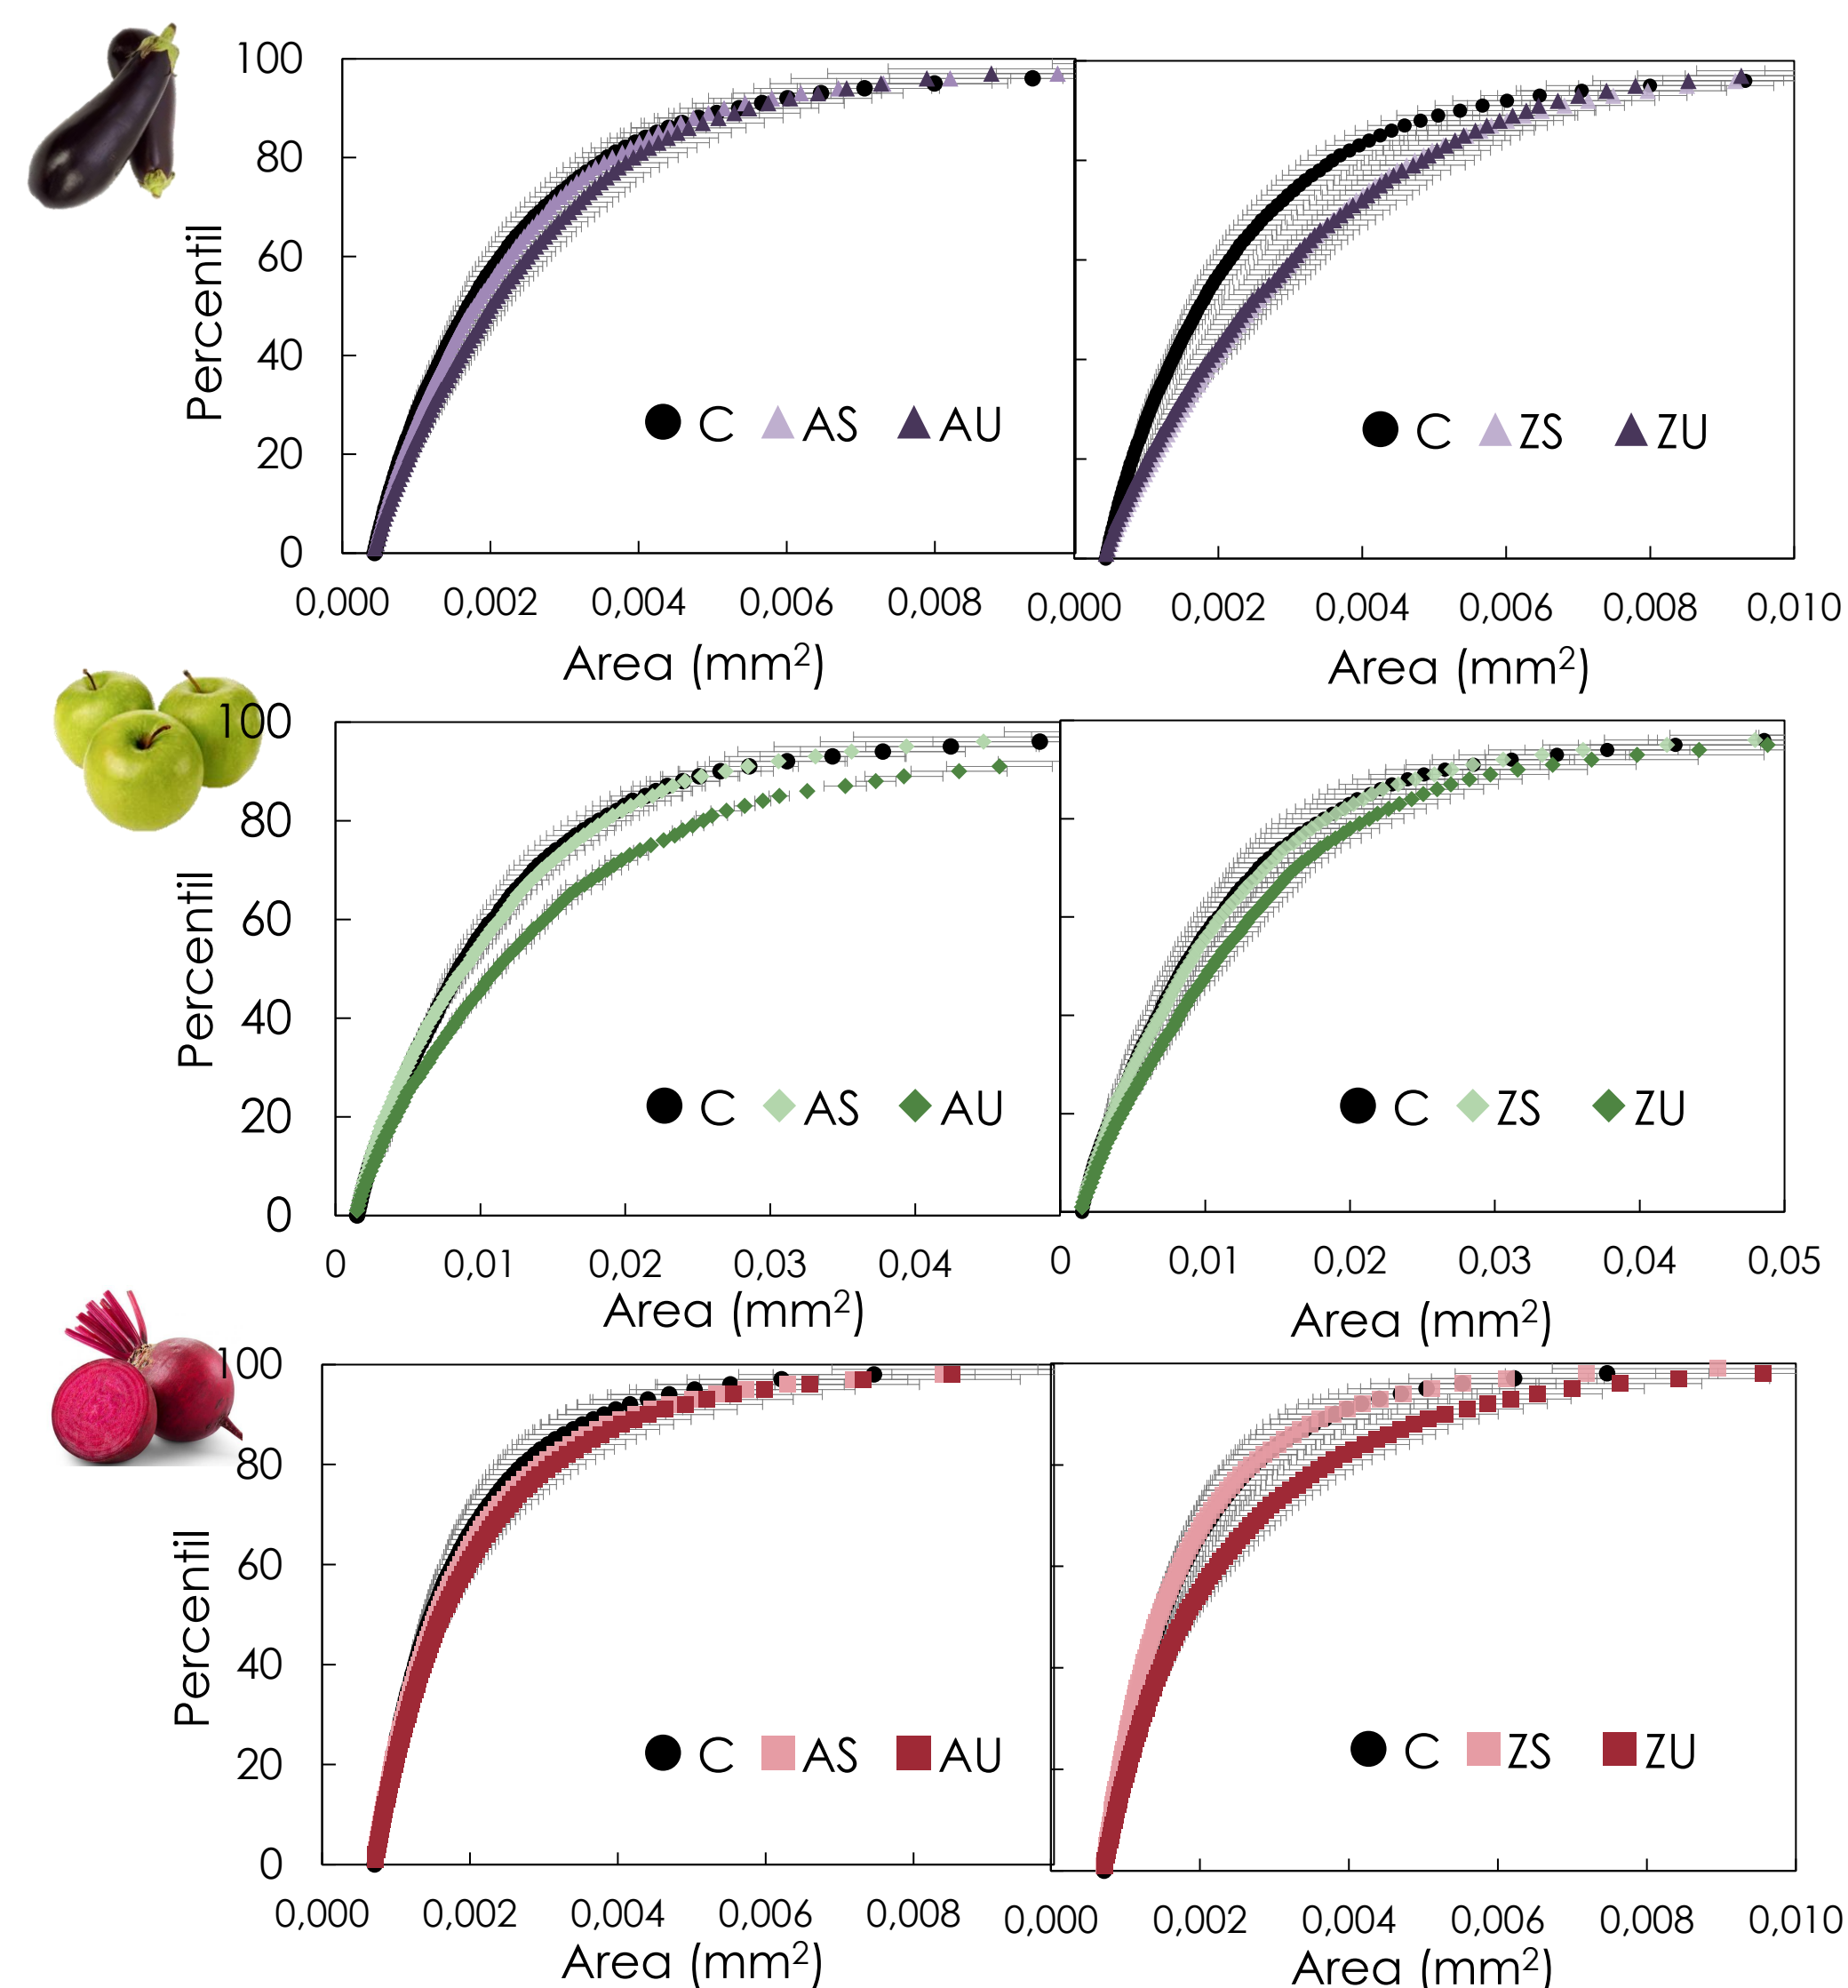 100
80
60
40
20
0
Percentil
C AS AU
0,000 0,002 0,004 0,006 0,008
Area (mm²)
C ZS ZU
0,000 0,002 0,004 0,006 0,008 0,010
Area (mm²)
100
80
60
40
20
0
Percentil
C AS AU
0 0,01 0,02 0,03 0,04
Area (mm²)
C ZS ZU
0 0,01 0,02 0,03 0,04 0,05
Area (mm²)
100
80
60
40
20
0
Percentil
C AS AU
0,000 0,002 0,004 0,006 0,008
Area (mm²)
C ZS ZU
0,000 0,002 0,004 0,006 0,008 0,010
Area (mm²)